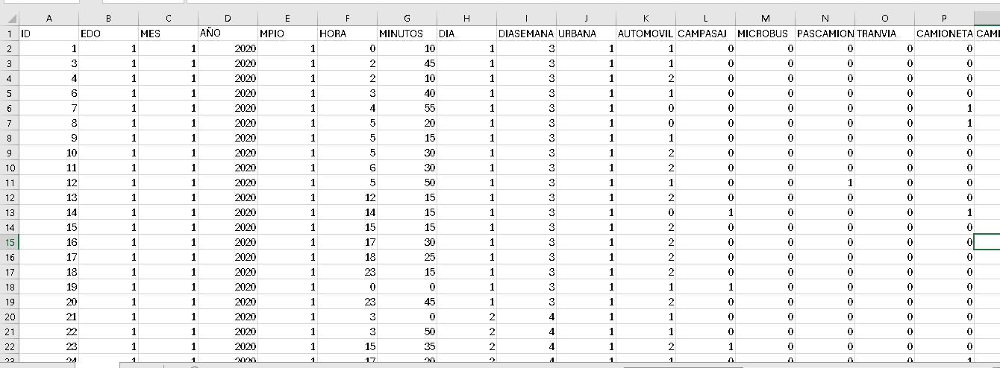 A B C D E F G H I J K L M N O P
1 ID EDO MES AÑO MPIO HORA MINUTOS DIA DIASEMANA URBANA AUTOMOVIL CAMPASAJ MICROBUS PASCAMION TRANVIA CAMIONETA
2 1 1 1 2020 1 0 10 1 3 1 1 0 0 0 0 0
3 3 1 1 2020 1 2 45 1 3 1 1 0 0 0 0 0
4 4 1 1 2020 1 2 10 1 3 1 2 0 0 0 0 0
5 6 1 1 2020 1 3 40 1 3 1 1 0 0 0 0 0
6 7 1 1 2020 1 4 55 1 3 1 0 0 0 0 0 1
7 8 1 1 2020 1 5 20 1 3 1 0 0 0 0 0 1
8 9 1 1 2020 1 5 15 1 3 1 1 0 0 0 0 0
9 10 1 1 2020 1 5 30 1 3 1 2 0 0 0 0 0
10 11 1 1 2020 1 6 30 1 3 1 2 0 0 0 0 0
11 12 1 1 2020 1 5 50 1 3 1 1 0 0 1 0 0
12 13 1 1 2020 1 12 15 1 3 1 2 0 0 0 0 0
13 14 1 1 2020 1 14 15 1 3 1 0 1 0 0 0 1
14 15 1 1 2020 1 15 15 1 3 1 2 0 0 0 0 0
15 16 1 1 2020 1 17 30 1 3 1 2 0 0 0 0 0
16 17 1 1 2020 1 18 25 1 3 1 2 0 0 0 0 0
17 18 1 1 2020 1 23 15 1 3 1 2 0 0 0 0 0
18 19 1 1 2020 1 0 0 1 3 1 1 1 0 0 0 0
19 20 1 1 2020 1 23 45 1 3 1 2 0 0 0 0 0
20 21 1 1 2020 1 3 0 2 4 1 1 0 0 0 0 0
21 22 1 1 2020 1 3 50 2 4 1 1 0 0 0 0 0
22 23 1 1 2020 1 15 35 2 4 1 2 1 0 0 0 0
23 24 1 1 2020 1 17 20 2 4 1 1 0 0 0 0 1